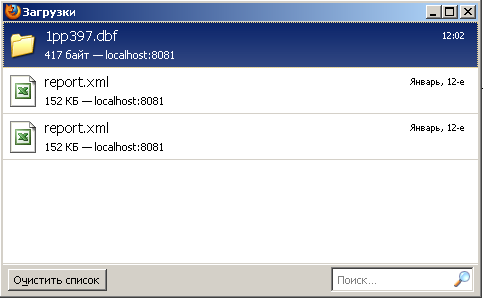 Загрузки
1pp397.dbf
12:02
417 байт — localhost:8081
report.xml
Январь, 12-е
152 КБ — localhost:8081
report.xml
Январь, 12-е
152 КБ — localhost:8081
Очистить список
Поиск...